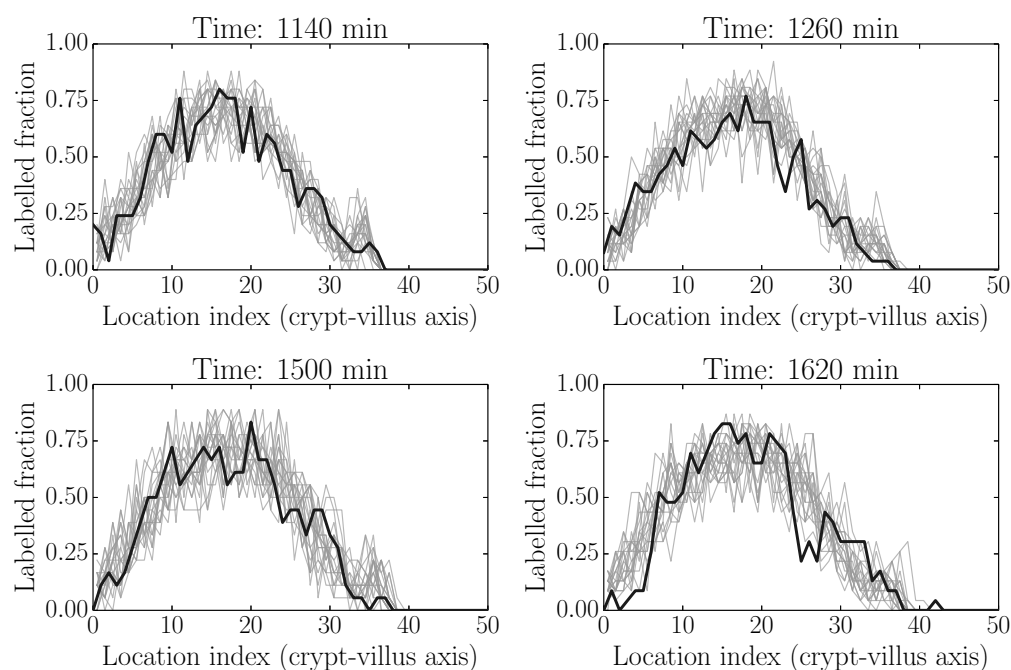 Time: 1140 min
Labelled fraction
1.00
0.75
0.50
0.25
0.00
0 10 20 30 40 50
Location index (crypt-villus axis)
Time: 1260 min
Labelled fraction
1.00
0.75
0.50
0.25
0.00
0 10 20 30 40 50
Location index (crypt-villus axis)
Time: 1500 min
Labelled fraction
1.00
0.75
0.50
0.25
0.00
0 10 20 30 40 50
Location index (crypt-villus axis)
Time: 1620 min
Labelled fraction
1.00
0.75
0.50
0.25
0.00
0 10 20 30 40 50
Location index (crypt-villus axis)